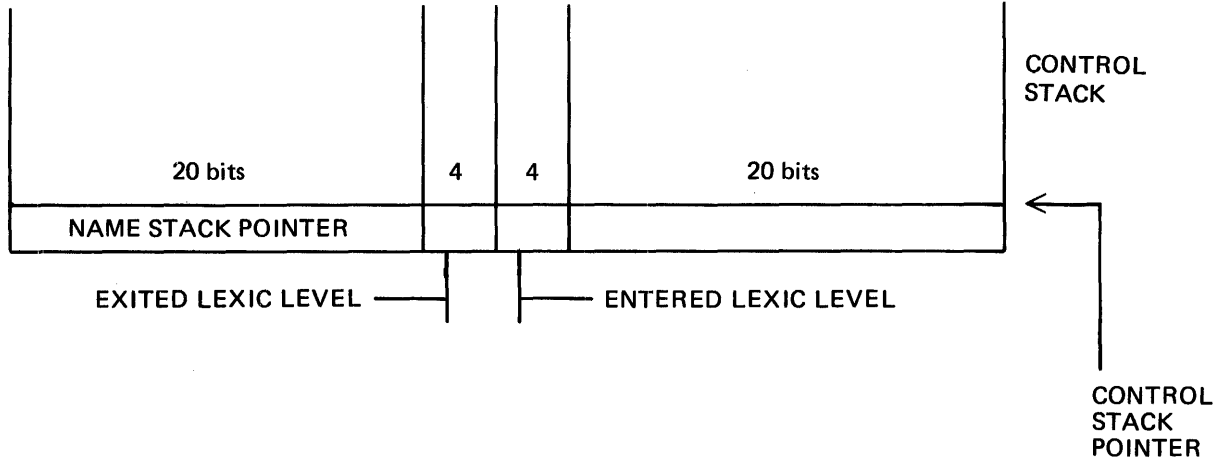 CONTROL
STACK
20 bits
4
4
20 bits
NAME STACK POINTER
EXITED LEXIC LEVEL
ENTERED LEXIC LEVEL
CONTROL
STACK
POINTER